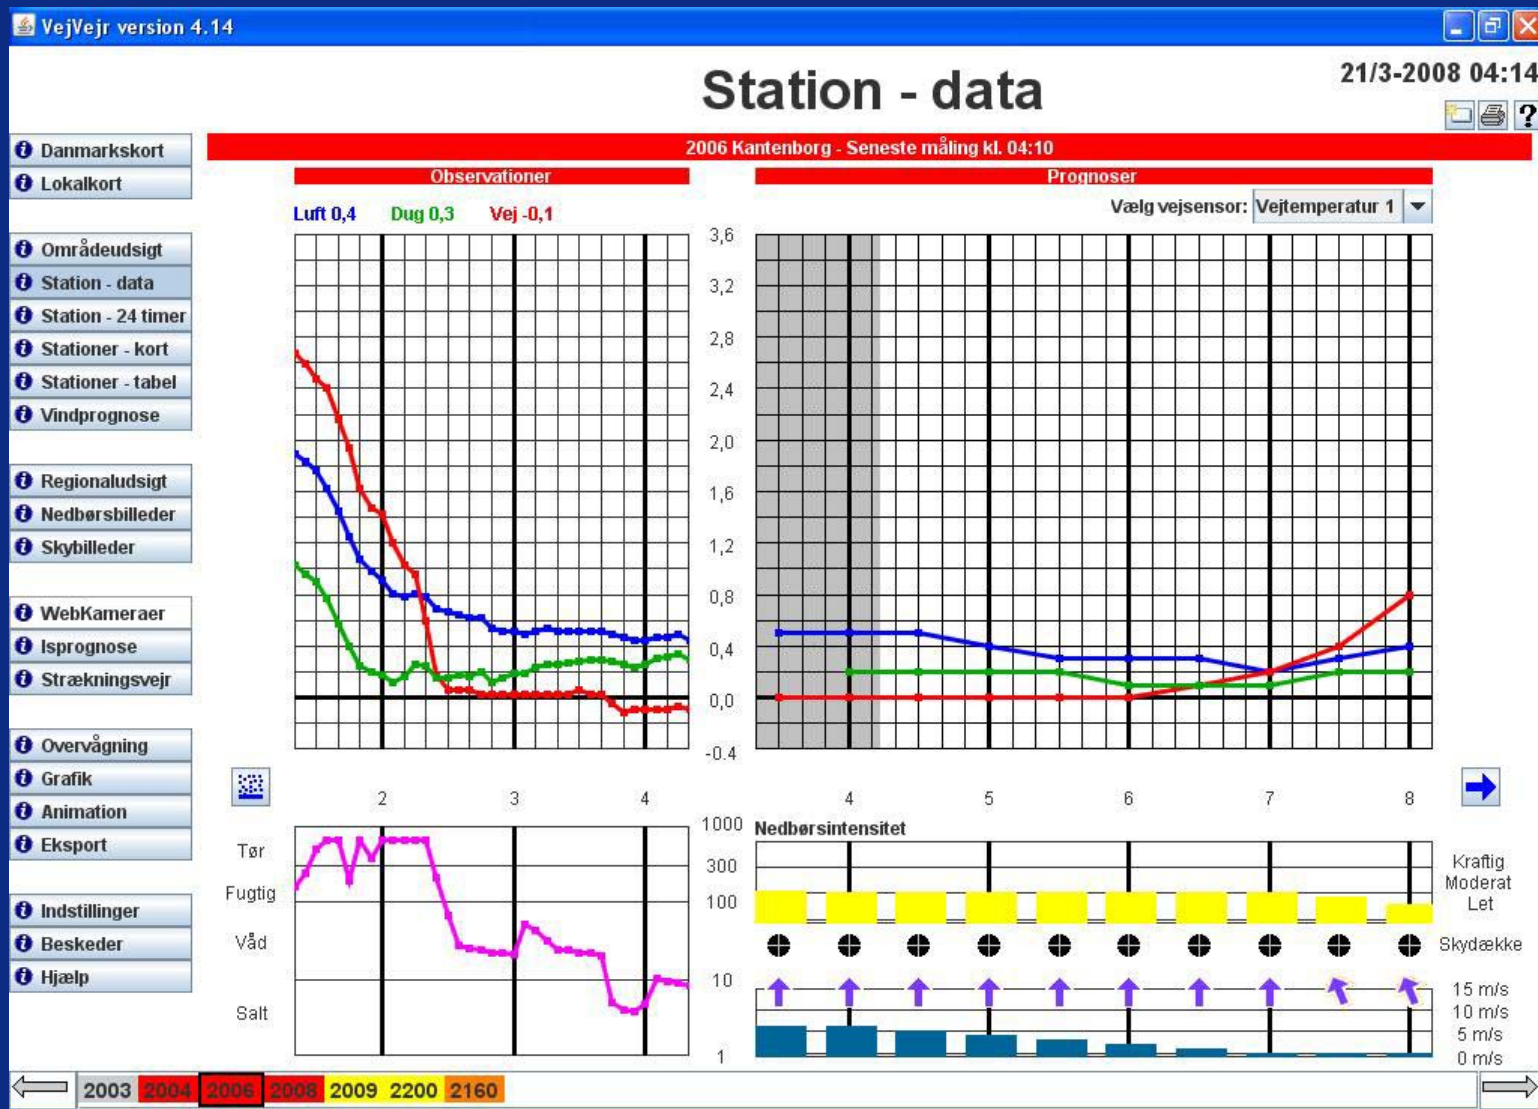 VejVejr version 4.14
Station - data
21/3-2008 04:14
?
Danmarkskort
Lokalkort
Områdeudsigt
Station - data
Station - 24 timer
Stationer - kort
Stationer - tabel
Vindprognose
Regionaludsigt
Nedbørsbilleder
Skybilleder
WebKameraer
Isprognose
Strækningsvejr
Overvågning
Grafik
Animation
Eksport
Indstillinger
Beskeder
Hjælp
2006 Kantenborg - Seneste måling kl. 04:10
Observationer
Prognoser
Luft 0,4 Dug 0,3 Vej -0,1
Vælg vejsensor: Vejtemperatur 1
3,6
3,2
2,8
2,4
2,0
1,6
1,2
0,8
0,4
0,0
-0.4
2 3 4
4 5 6 7 8
Tør
Fugtig
Våd
Salt
1000
300
100
10
1
Nedbørsintensitet
Kraftig
Moderat
Let
Skydække
15 m/s
10 m/s
5 m/s
0 m/s
2003 2004 2006 2008 2009 2200 2160